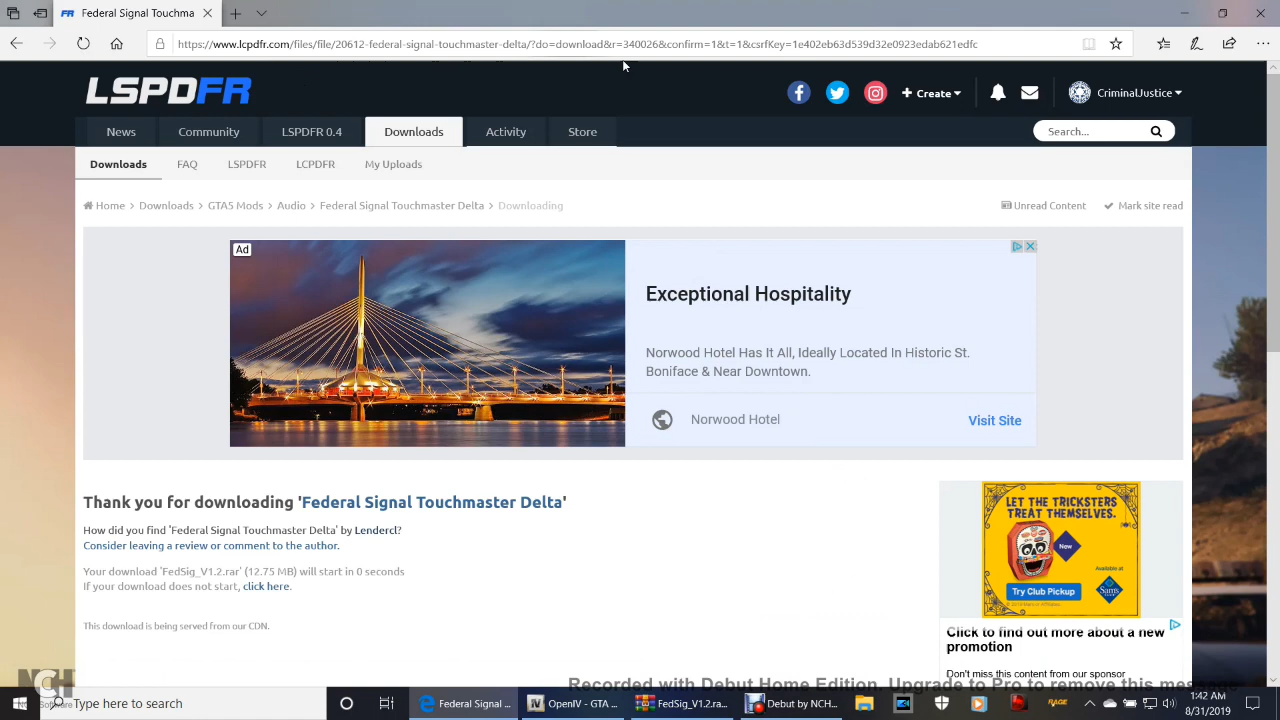 https://www.lcpdfr.com/files/file/20612-federal-signal-touchmaster-delta/?do=download&r=340026&confirm=1&t=1&csrfKey=1e402eb63d539d32e0923edab621edfc
LSPDFR
Create
CriminalJustice
News Community LSPDFR 0.4 Downloads Activity Store
Search...
Downloads FAQ LSPDFR LCPDFR My Uploads
Home > Downloads > GTA5 Mods > Audio > Federal Signal Touchmaster Delta > Downloading
Unread Content Mark site read
Ad
Exceptional Hospitality
Norwood Hotel Has It All, Ideally Located In Historic St.
Boniface & Near Downtown.
Norwood Hotel
Visit Site
Thank you for downloading 'Federal Signal Touchmaster Delta'
How did you find 'Federal Signal Touchmaster Delta' by Lendercl?
Consider leaving a review or comment to the author.
Your download 'FedSig_V1.2.rar' (12.75 MB) will start in 0 seconds
If your download does not start, click here.
This download is being served from our CDN.
LET THE TRICKSTERS
TREAT THEMSELVES.
New
Available at
Sam's
Try Club Pickup
Click to find out more about a new
promotion
Don't miss this content from our sponsor
Recorded with Debut Home Edition. Upgrade to Pro to remove this message
NCH
Software
Type here to search
Federal Signal ...
OpenIV - GTA ...
FedSig_V1.2.ra...
Debut by NCH...
RAGE
1:42 AM
8/31/2019